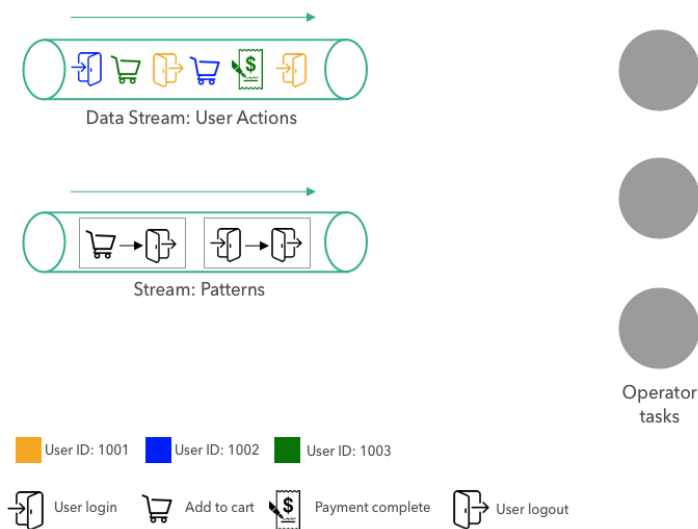 $
Data Stream: User Actions
Stream: Patterns
Operator
tasks
User ID: 1001
User ID: 1002
User ID: 1003
User login
Add to cart
$
Payment complete
User logout